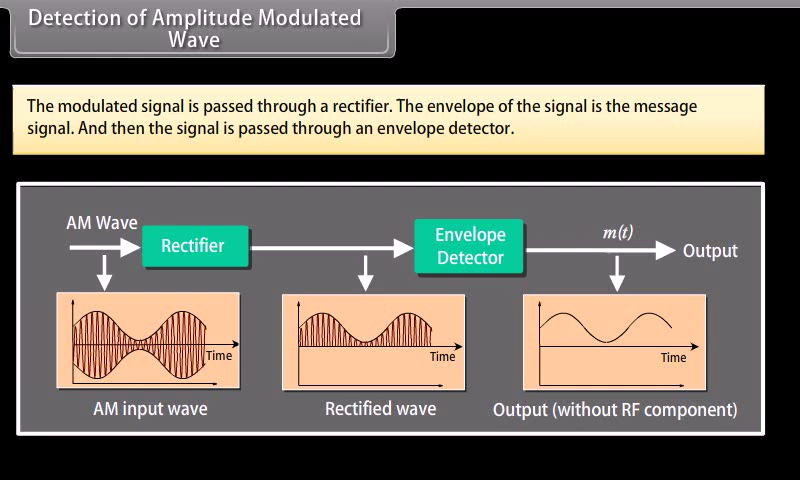 Detection of Amplitude Modulated
Wave
The modulated signal is passed through a rectifier. The envelope of the signal is the message
signal. And then the signal is passed through an envelope detector.
AM Wave
Rectifier
Envelope
Detector
m(t)
Output
Time
Time
Time
AM input wave
Rectified wave
Output (without RF component)